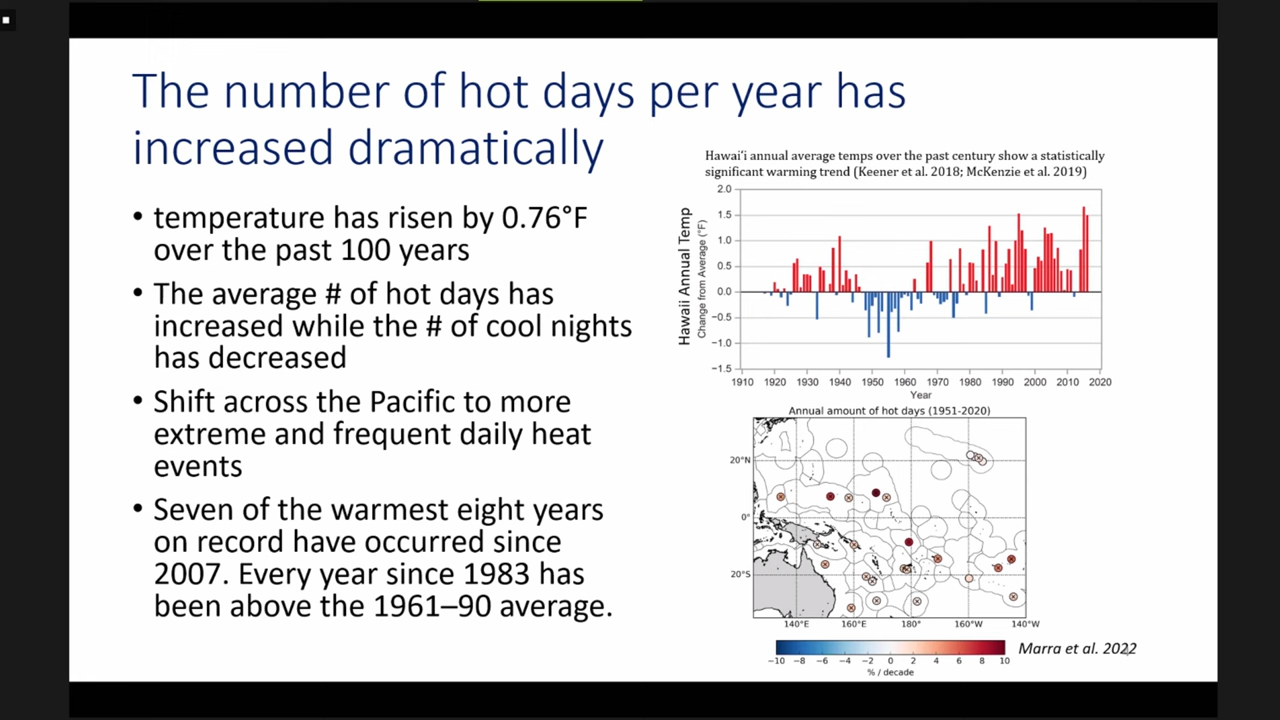 The number of hot days per year has
increased dramatically
• temperature has risen by 0.76°F
over the past 100 years
• The average # of hot days has
increased while the # of cool nights
has decreased
• Shift across the Pacific to more
extreme and frequent daily heat
events
• Seven of the warmest eight years
on record have occurred since
2007. Every year since 1983 has
been above the 1961–90 average.
Hawai'i annual average temps over the past century show a statistically
significant warming trend (Keener et al. 2018; McKenzie et al. 2019)
Hawaii Annual Temp
Change from Average (°F)
2.0
1.5
1.0
0.5
0.0
−0.5
−1.0
−1.5
1910 1920 1930 1940 1950 1960 1970 1980 1990 2000 2010 2020
Year
Annual amount of hot days (1951-2020)
20°N
0°
20°S
140°E 160°E 180° 160°W 140°W
−10 −8 −6 −4 −2 0 2 4 6 8 10
% / decade
Marra et al. 2022